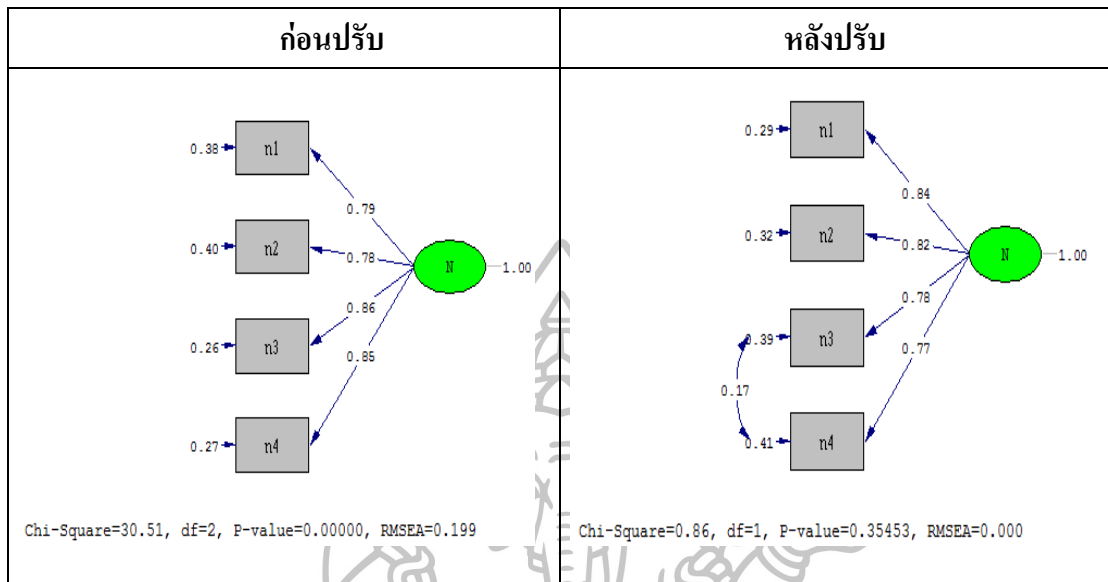 ก่อนปรับ
หลังปรับ
0.38
n1
0.79
0.40
n2
0.78
N
1.00
0.86
0.26
n3
0.85
0.27
n4
Chi-Square=30.51, df=2, P-value=0.00000, RMSEA=0.199
0.29
n1
0.84
0.32
n2
0.82
N
1.00
0.78
0.39
n3
0.77
0.17
0.41
n4
Chi-Square=0.86, df=1, P-value=0.35453, RMSEA=0.000